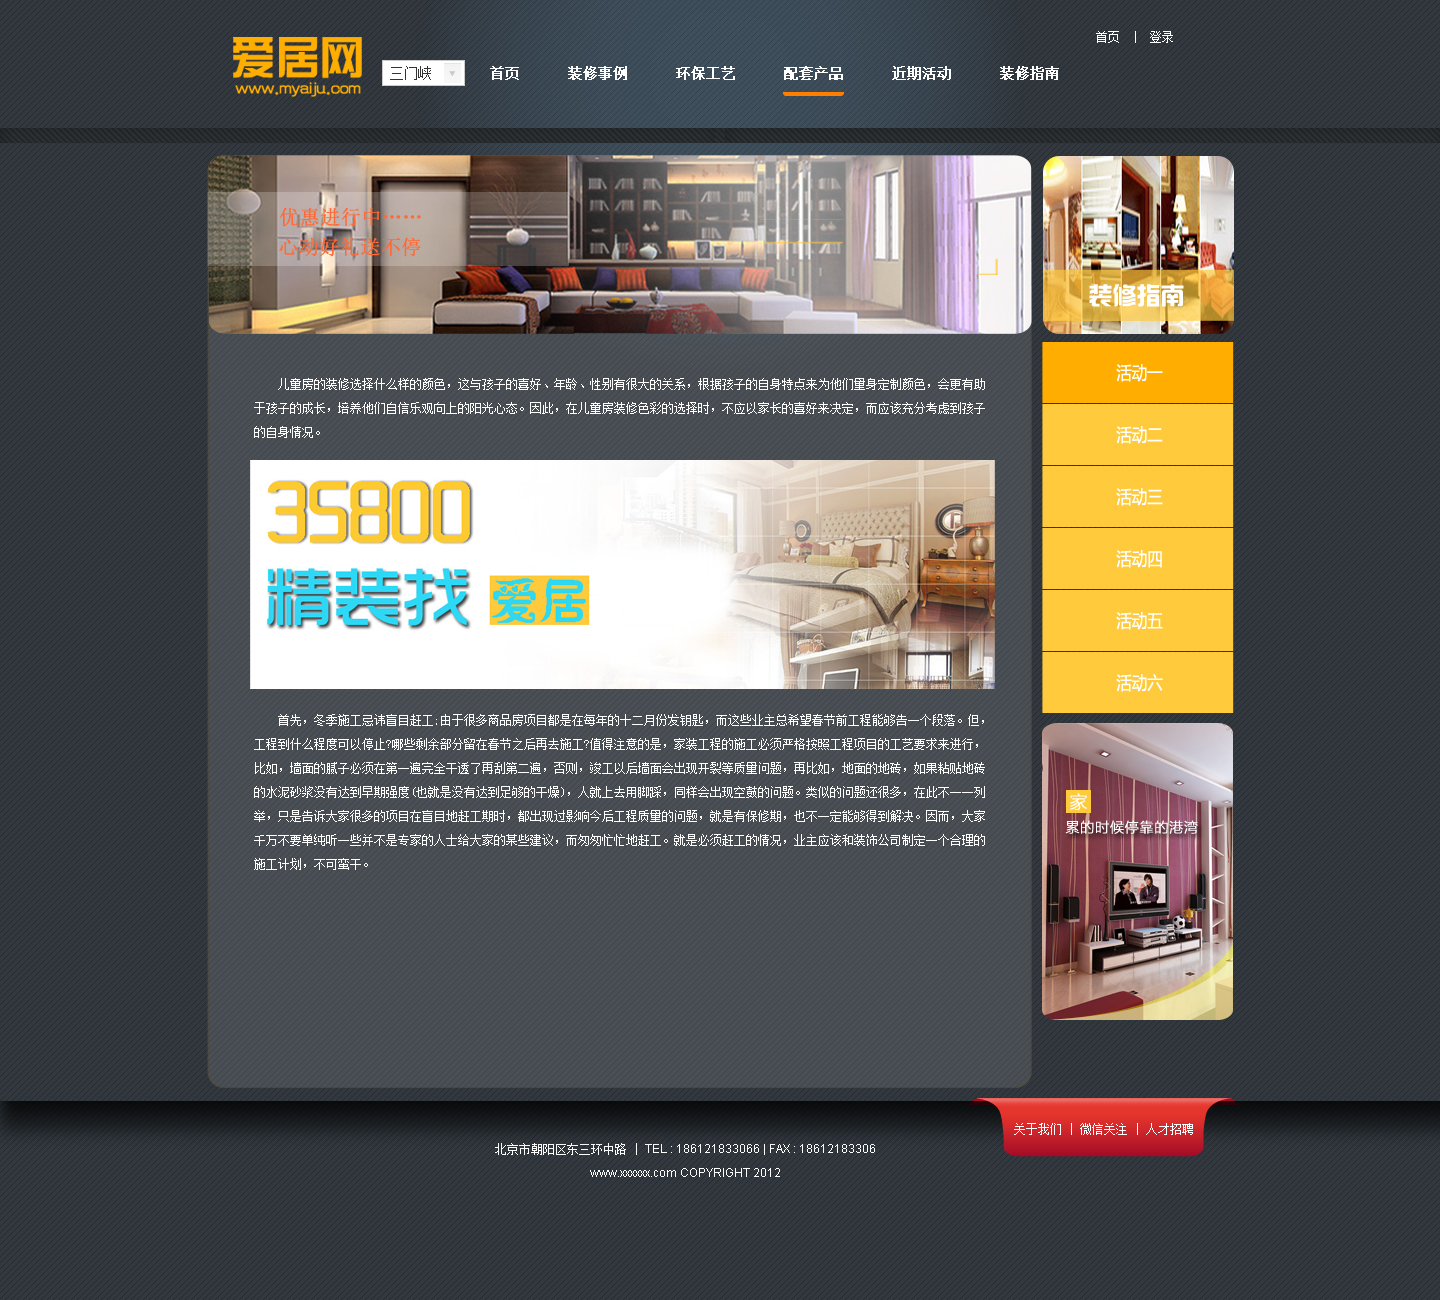 首页 | 登录
爱居网
www.myaiju.com
三门峡
首页 装修事例 环保工艺 配套产品 近期活动 装修指南
优惠进行中……
心动好礼送不停
装修指南
儿童房的装修选择什么样的颜色，这与孩子的喜好、年龄、性别有很大的关系，根据孩子的自身特点来为他们量身定制颜色，会更有助
于孩子的成长，培养他们自信乐观向上的阳光心态。因此，在儿童房装修色彩的选择时，不应以家长的喜好来决定，而应该充分考虑到孩子
的自身情况。
35800
精装找 爱居
首先，冬季施工忌讳盲目赶工:由于很多商品房项目都是在每年的十二月份发钥匙，而这些业主总希望春节前工程能够告一个段落。但，
工程到什么程度可以停止?哪些剩余部分留在春节之后再去施工?值得注意的是，家装工程的施工必须严格按照工程项目的工艺要求来进行，
比如，墙面的腻子必须在第一遍完全干透了再刮第二遍，否则，竣工以后墙面会出现开裂等质量问题，再比如，地面的地砖，如果粘贴地砖
的水泥砂浆没有达到早期强度(也就是没有达到足够的干燥)，人就上去用脚踩，同样会出现空鼓的问题。类似的问题还很多，在此不一一列
举，只是告诉大家很多的项目在盲目地赶工期时，都出现过影响今后工程质量的问题，就是有保修期，也不一定能够得到解决。因而，大家
千万不要单纯听一些并不是专家的人士给大家的某些建议，而匆匆忙忙地赶工。就是必须赶工的情况，业主应该和装饰公司制定一个合理的
施工计划，不可蛮干。
活动一
活动二
活动三
活动四
活动五
活动六
家
累的时候停靠的港湾
关于我们 | 微信关注 | 人才招聘
北京市朝阳区东三环中路 | TEL : 186121833066 | FAX : 18612183306
www.xxxxxx.com COPYRIGHT 2012